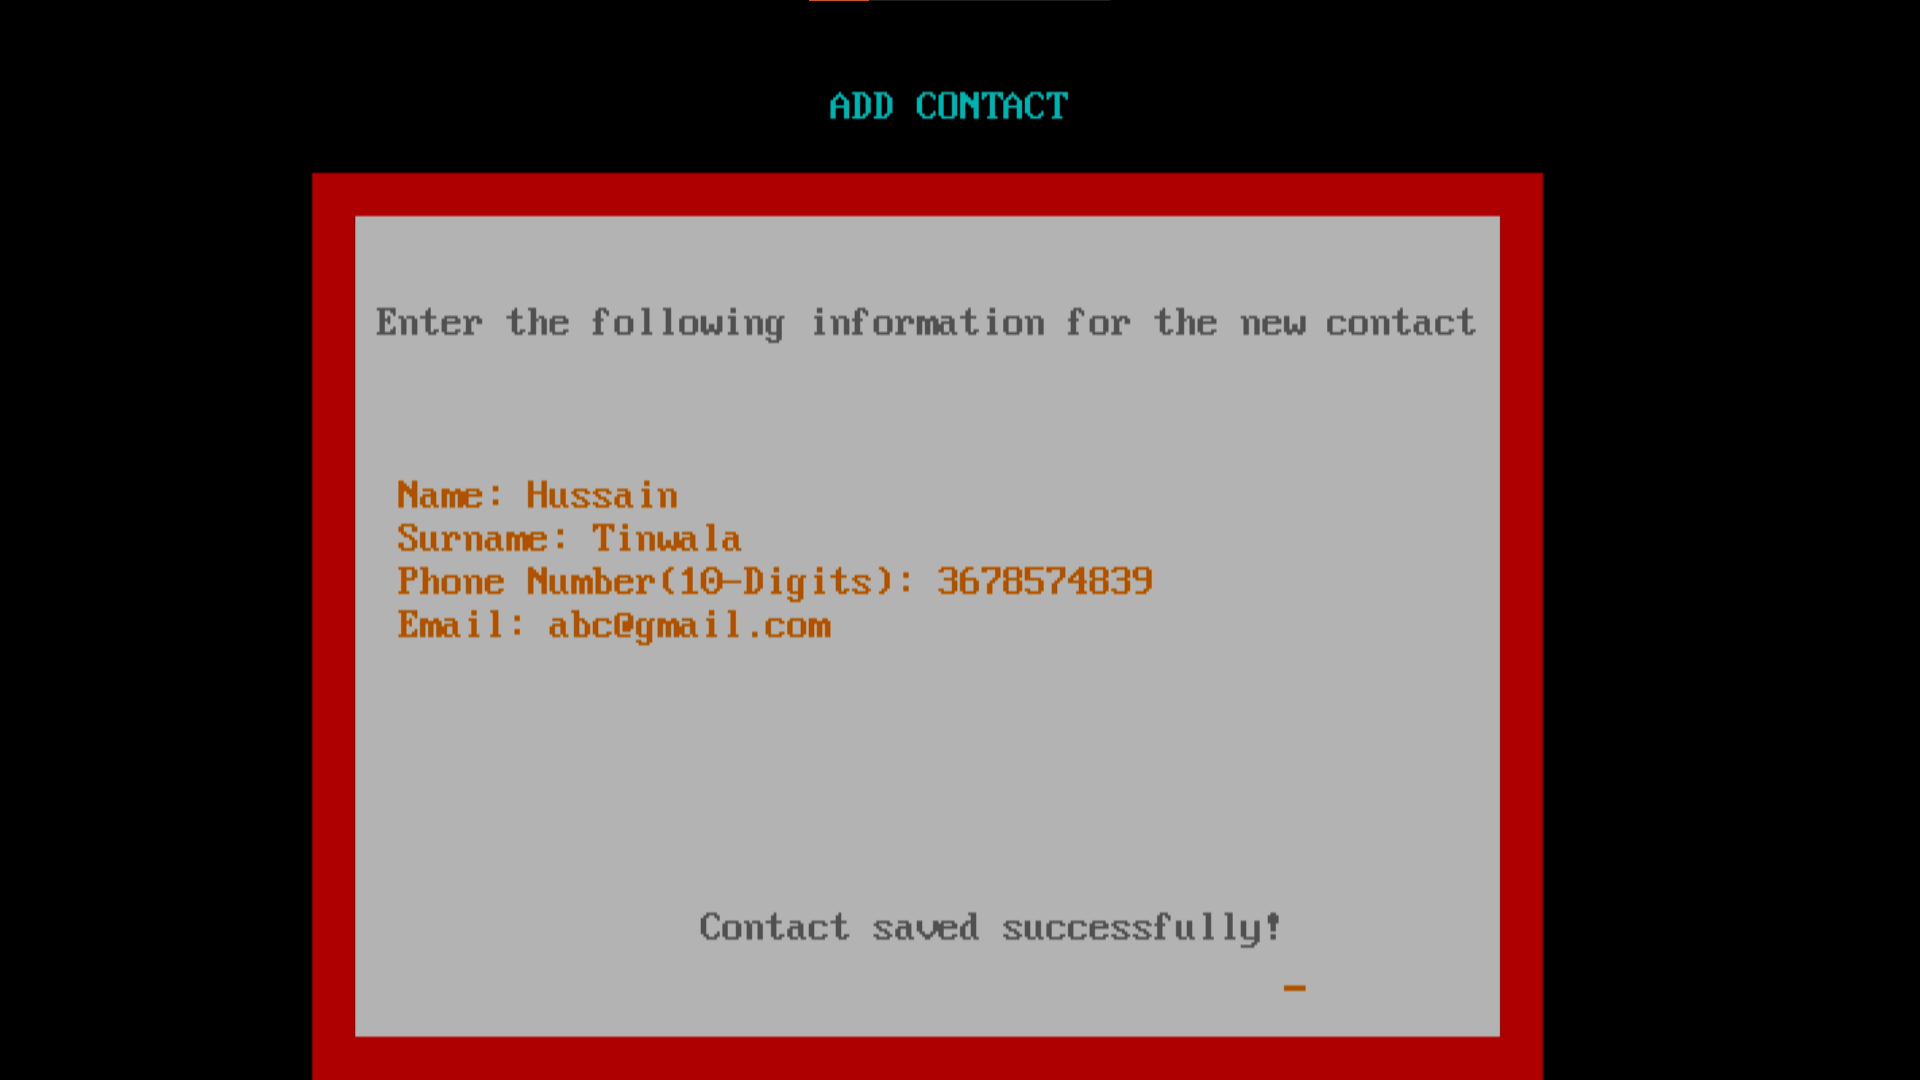 ADD CONTACT
Enter the following information for the new contact
Name: Hussain
Surname: Tinwala
Phone Number(10-Digits): 3678574839
Email: abc@gmail.com
Contact saved successfully!